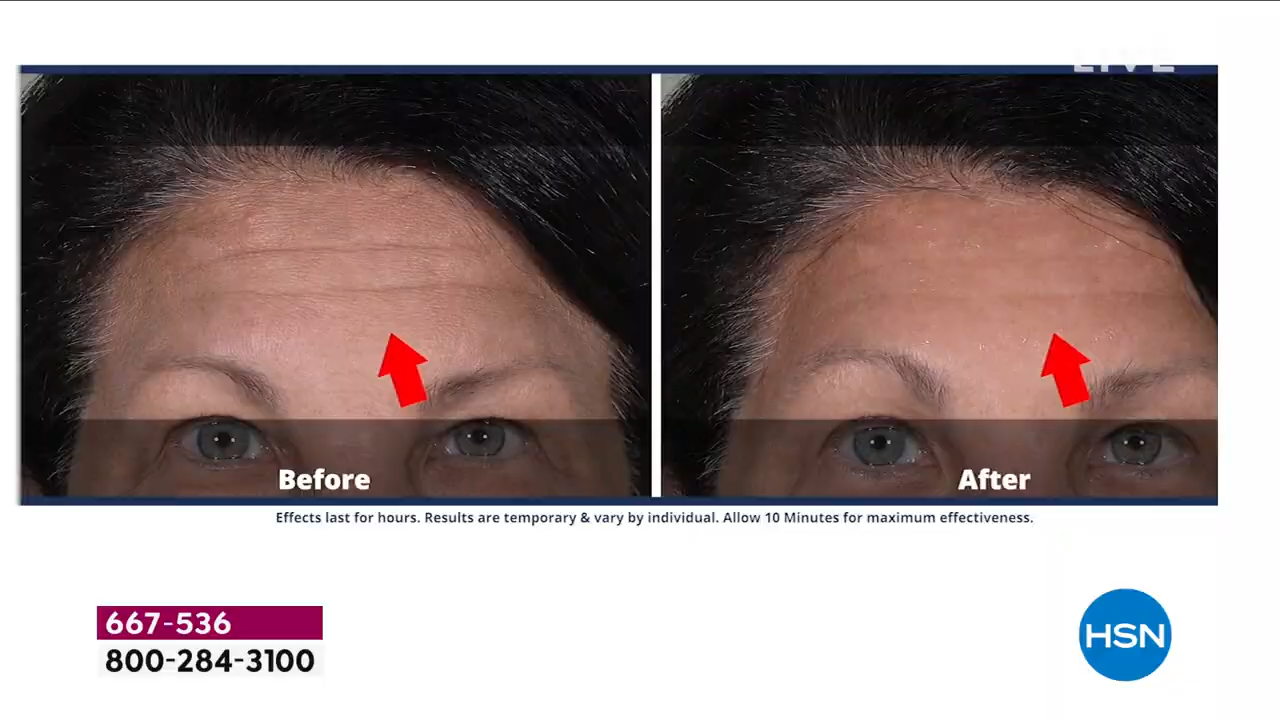 LIVE
Before
After
Effects last for hours. Results are temporary & vary by individual. Allow 10 Minutes for maximum effectiveness.
667-536
800-284-3100
HSN